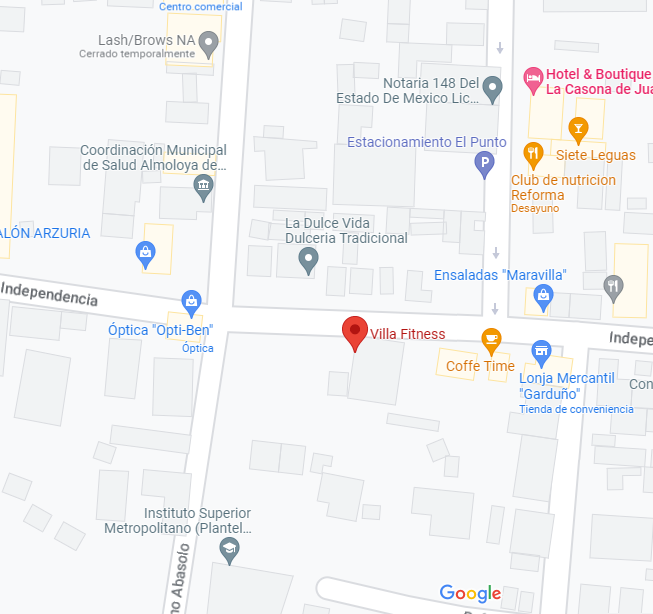 Centro comercial
Lash/Brows NA
Cerrado temporalmente
Notaria 148 Del
Estado De Mexico Lic...
Hotel & Boutique
La Casona de Jua
Coordinación Municipal
de Salud Almoloya de...
Estacionamiento El Punto
P
Siete Leguas
Club de nutricion
Reforma
Desayuno
ALÓN ARZURIA
La Dulce Vida
Dulceria Tradicional
Ensaladas "Maravilla"
Independencia
Óptica "Opti-Ben"
Óptica
Villa Fitness
Indepe
Coffe Time
Lonja Mercantil
"Garduño"
Tienda de conveniencia
Con
Instituto Superior
Metropolitano (Plantel...
no Abasolo
Google